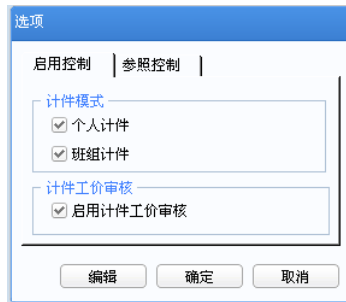 选项
启用控制 参照控制
计件模式
个人计件
班组计件
计件工价审核
启用计件工价审核
编辑 确定 取消